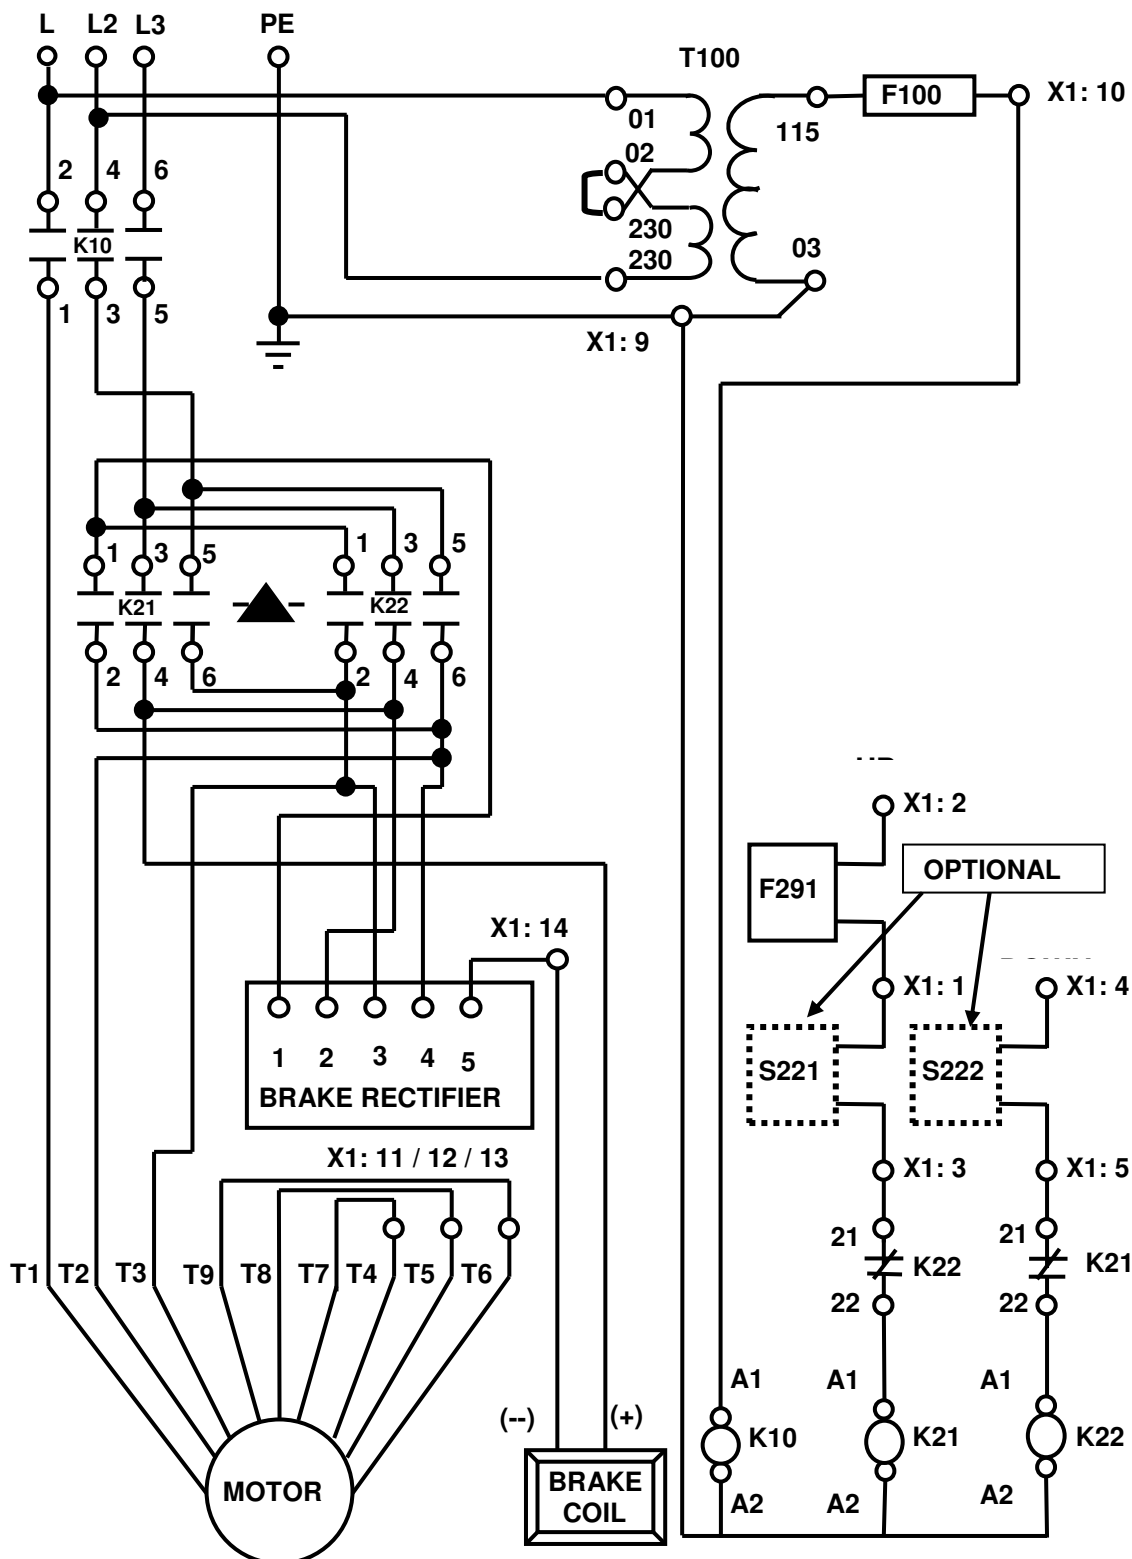 L L2 L3 PE
T100
F100
X1: 10
01
115
02
2 4 6
230
K10
230
03
1 3 5
X1: 9
1 3 5 1 3 5
K21 K22
2 4 6 2 4 6
X1: 2
F291
OPTIONAL
X1: 14
X1: 1
X1: 4
1 2 3 4 5
S221
S222
BRAKE RECTIFIER
X1: 11 / 12 / 13
X1: 3
X1: 5
21
21
T1 T2 T3 T9 T8 T7 T4 T5 T6
K22
K21
22
22
A1
A1
A1
(--)
(+)
K10
K21
K22
MOTOR
BRAKE
COIL
A2
A2
A2